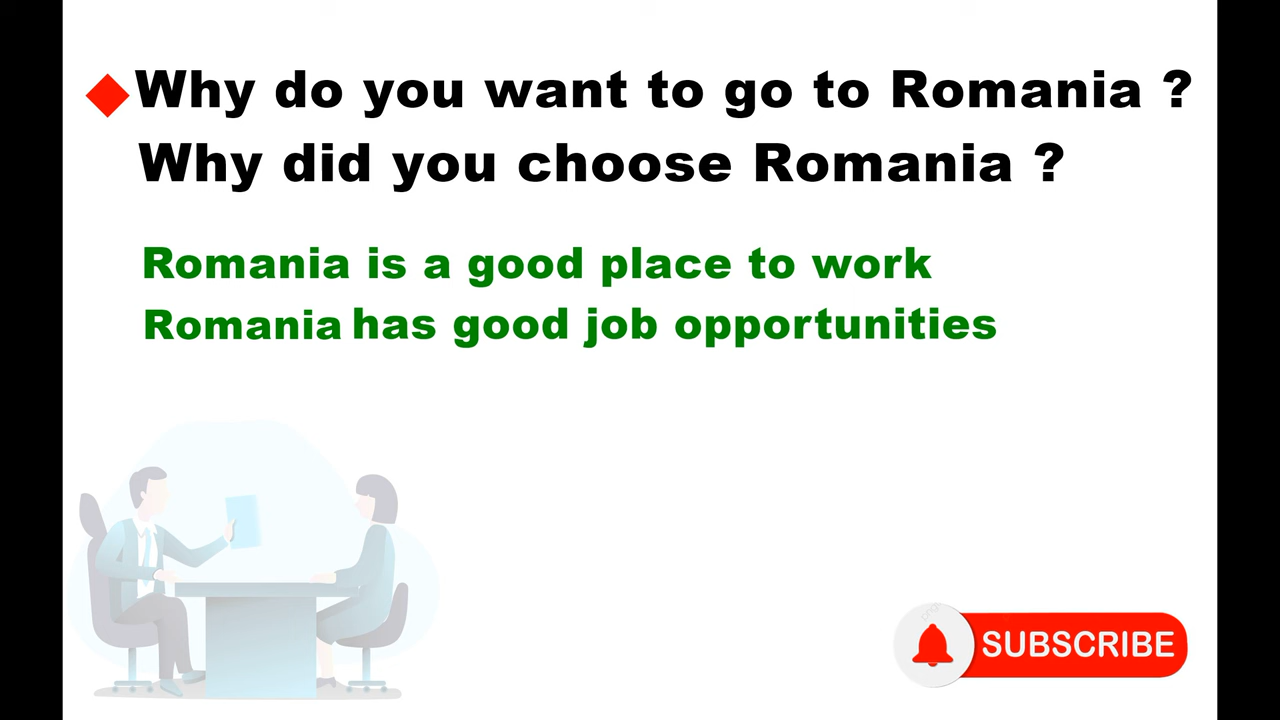 Why do you want to go to Romania ?
Why did you choose Romania ?
Romania is a good place to work
Romania has good job opportunities
SUBSCRIBE